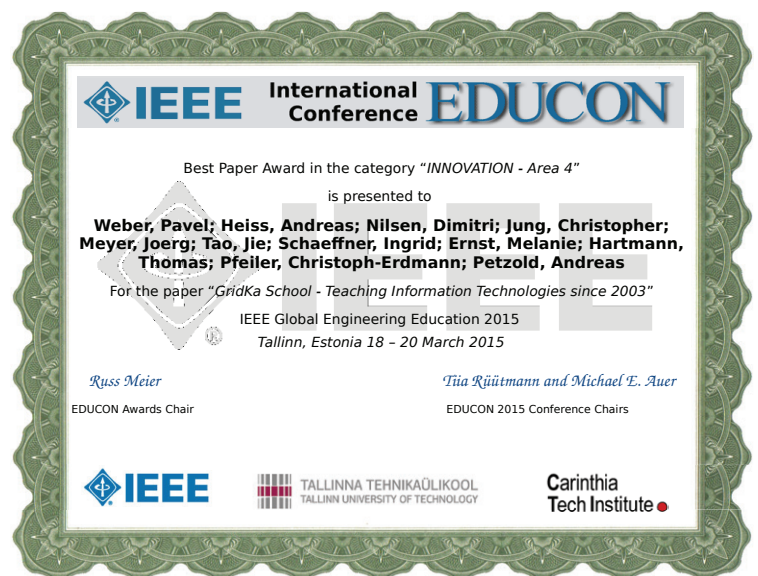 IEEE International Conference EDUCON
Best Paper Award in the category “INNOVATION - Area 4”
is presented to
Weber, Pavel; Heiss, Andreas; Nilsen, Dimitri; Jung, Christopher;
Meyer, Joerg; Tao, Jie; Schaeffner, Ingrid; Ernst, Melanie; Hartmann,
Thomas; Pfeiler, Christoph-Erdmann; Petzold, Andreas
For the paper “GridKa School - Teaching Information Technologies since 2003”
IEEE Global Engineering Education 2015
Tallinn, Estonia 18 – 20 March 2015
IEEE ®
Russ Meier
EDUCON Awards Chair
Tiia Rüütmann and Michael E. Auer
EDUCON 2015 Conference Chairs
IEEE
TALLINNA TEHNIKAÜLIKOOL
TALLINN UNIVERSITY OF TECHNOLOGY
Carinthia
Tech Institute